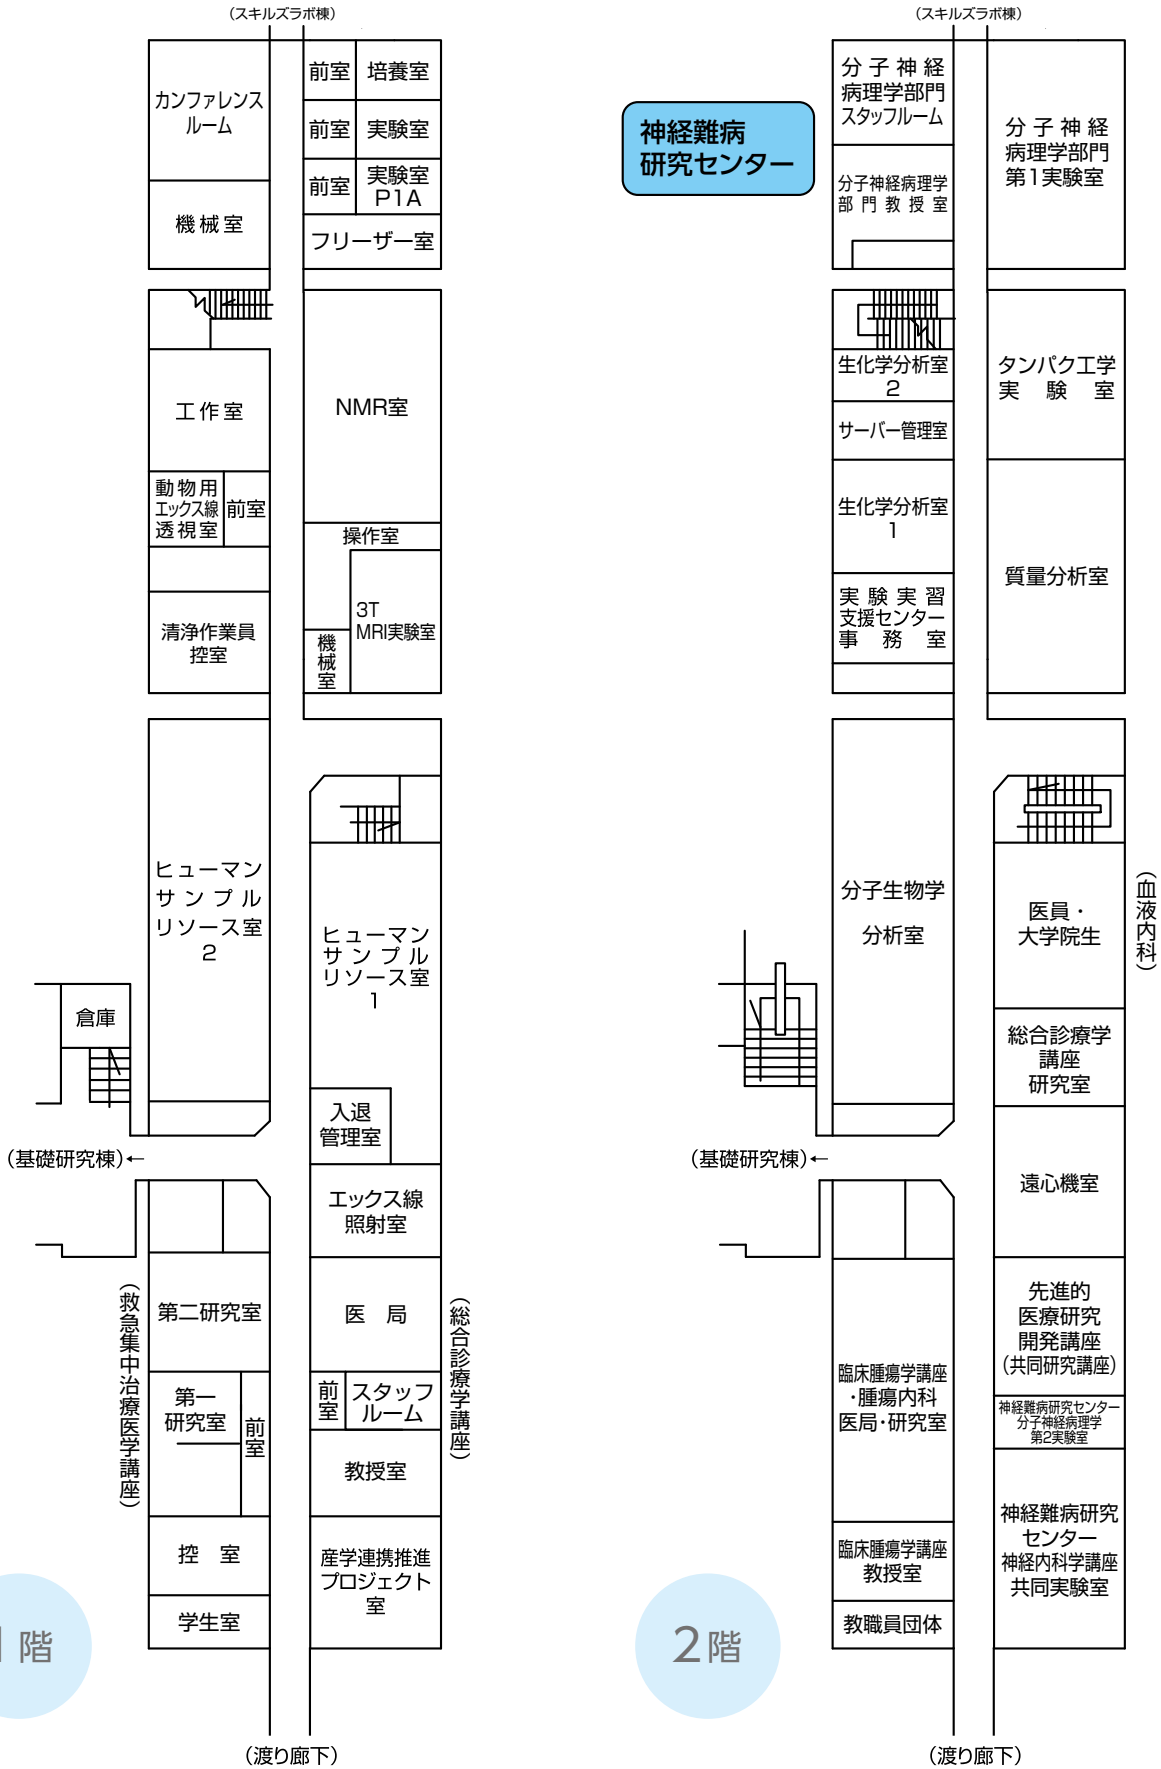 (スキルズラボ棟)
カンファレンス
ルーム
機械室
前室
培養室
前室
実験室
前室
実験室
P1A
フリーザー室
工作室
動物用
エックス線
透視室
前室
清浄作業員
控室
NMR室
操作室
3T
MRI実験室
機械室
ヒューマン
サンプル
リソース室
2
倉庫
ヒューマン
サンプル
リソース室
1
入退
管理室
(基礎研究棟)←
エックス線
照射室
(救急集中治療医学講座)
第二研究室
第一
研究室
前室
控 室
学生室
医 局
前室
スタッフ
ルーム
教授室
産学連携推進
プロジェクト
室
(総合診療学講座)
1階
(渡り廊下)
(スキルズラボ棟)
神経難病
研究センター
分子神経
病理学部門
スタッフルーム
分子神経病理学
部門教授室
分子神経
病理学部門
第1実験室
生化学分析室
2
サーバー管理室
生化学分析室
1
実験実習
支援センター
事務室
タンパク工学
実験室
質量分析室
分子生物学
分析室
医員・
大学院生
(血液内科)
総合診療学
講座
研究室
(基礎研究棟)←
遠心機室
臨床腫瘍学講座
・腫瘍内科
医局・研究室
臨床腫瘍学講座
教授室
教職員団体
先進的
医療研究
開発講座
(共同研究講座)
神経難病研究センター
分子神経病理学
第2実験室
神経難病研究
センター
神経内科学講座
共同実験室
2階
(渡り廊下)